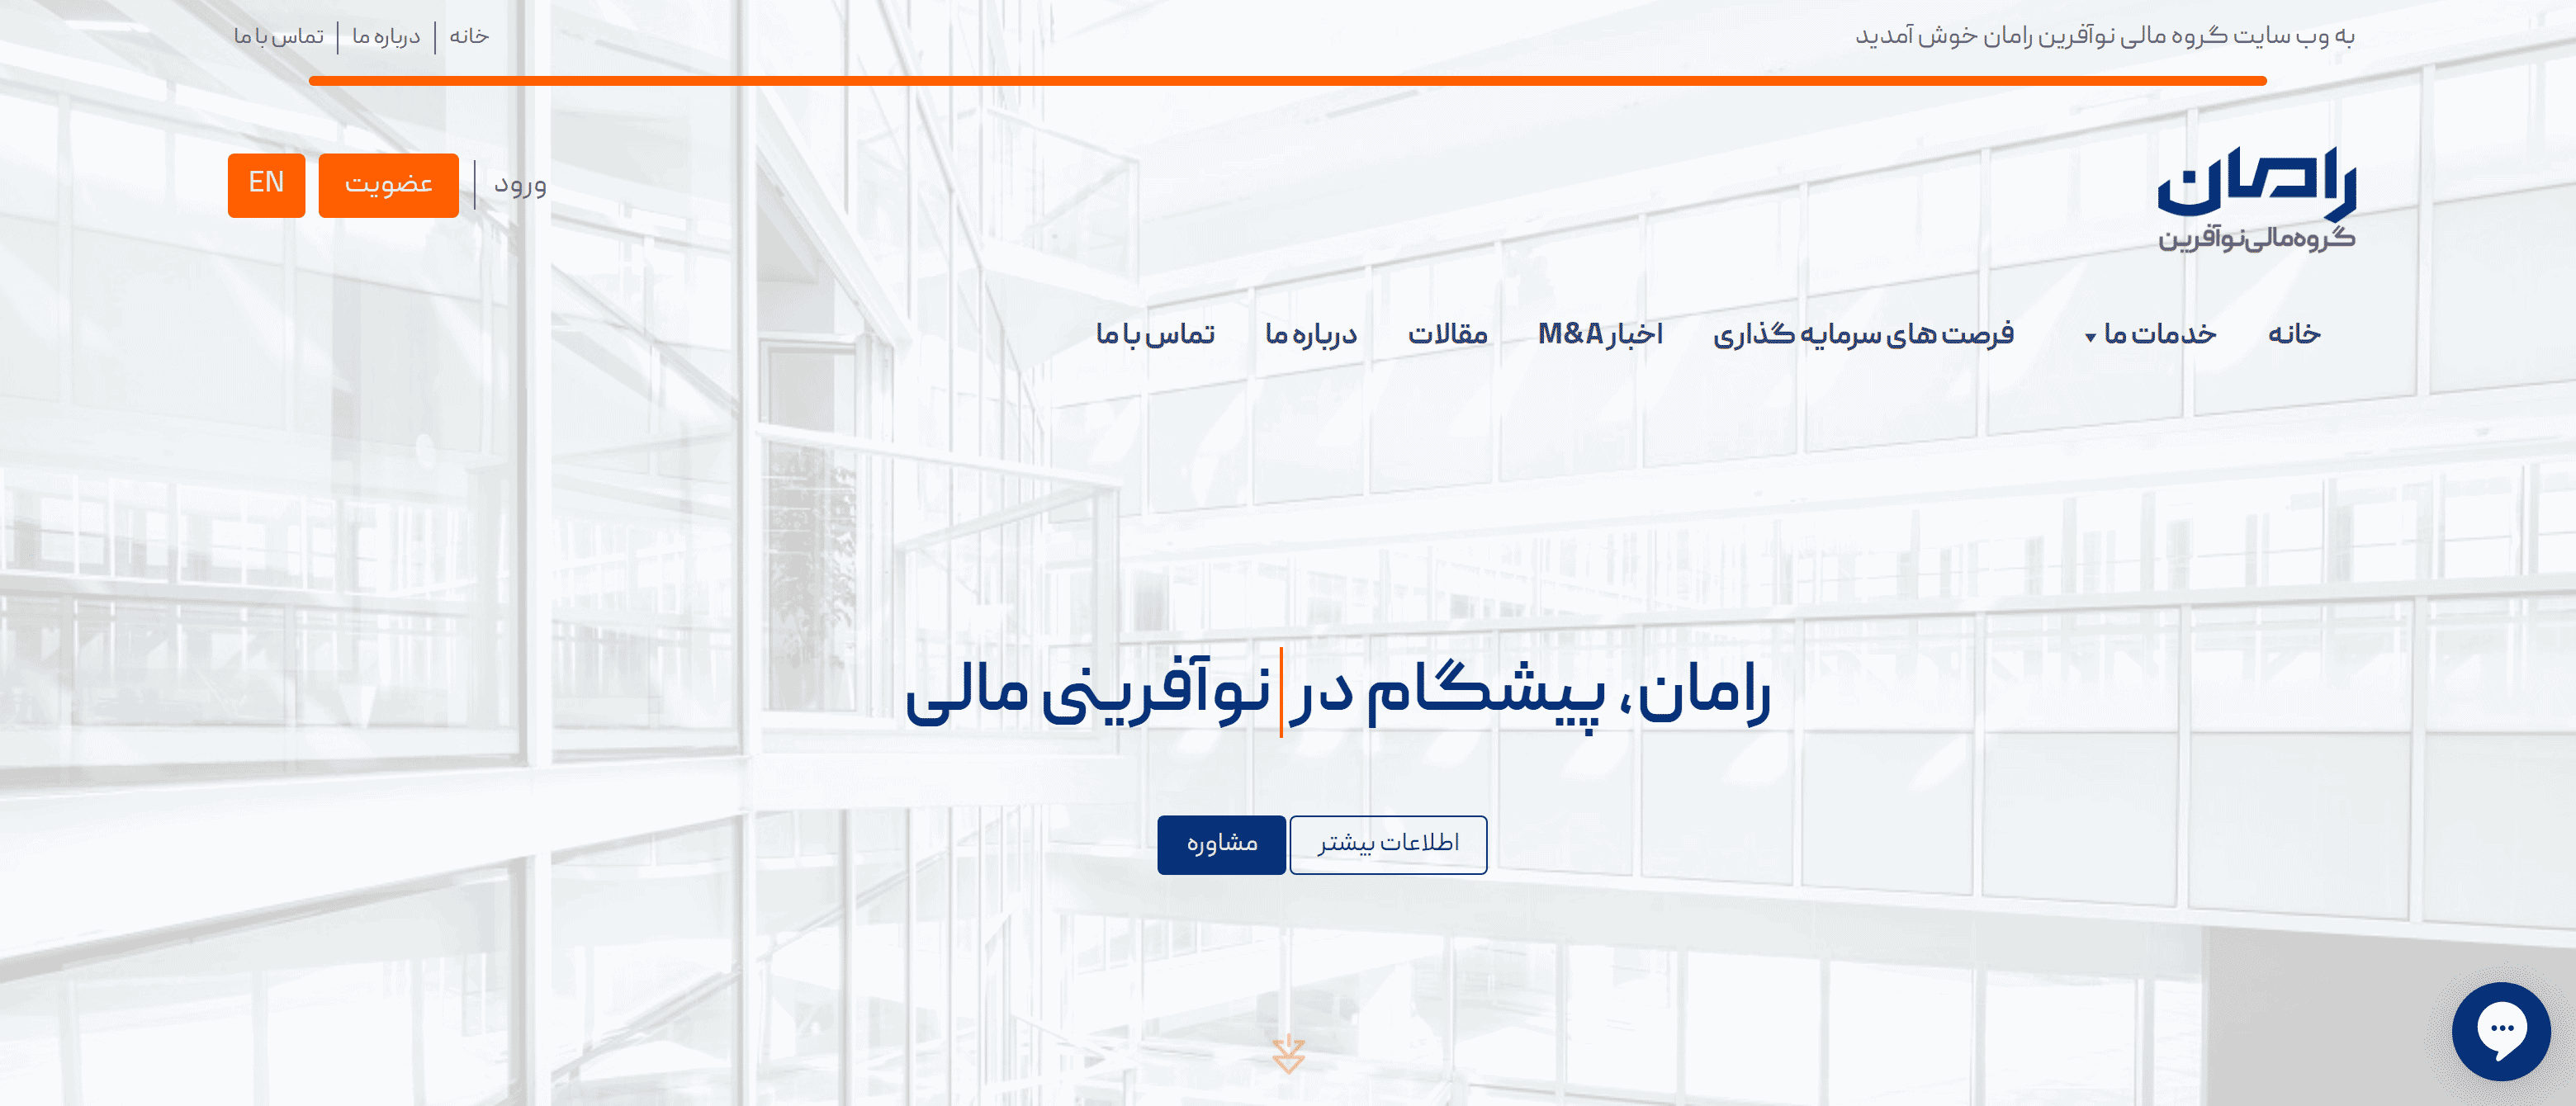 به وب سایت گروه مالی نوآفرین رامان خوش آمدید
خانه | درباره ما | تماس با ما
رامان
گروه مالی نوآفرین
ورود | عضویت EN
خانه خدمات ما فرصت های سرمایه گذاری اخبار M&A مقالات درباره ما تماس با ما
رامان، پیشگام در نوآفرینی مالی
اطلاعات بیشتر مشاوره